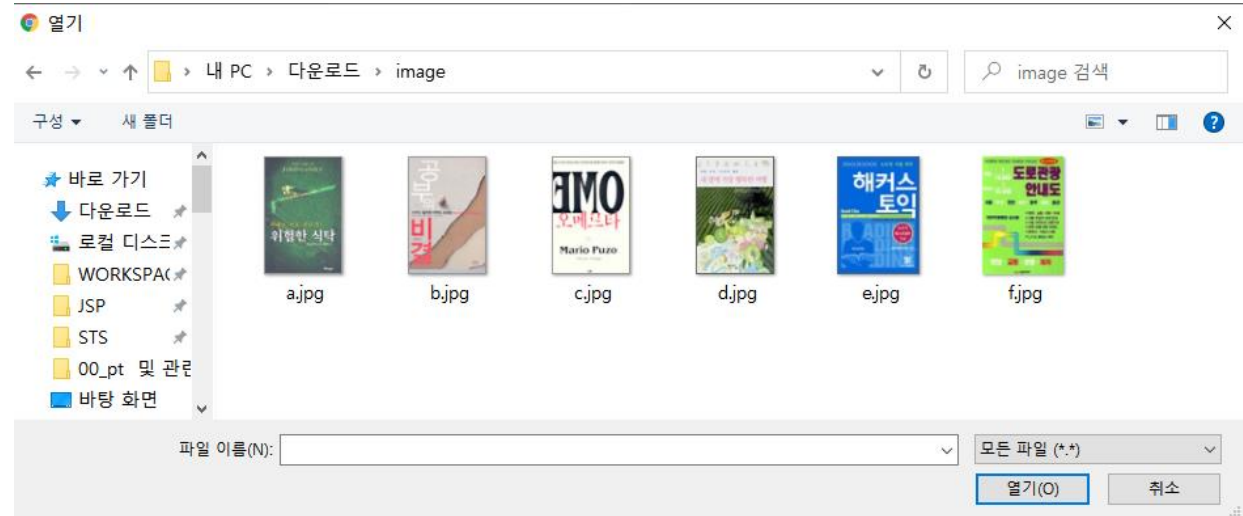 열기
내 PC > 다운로드 > image
image 검색
구성
새 폴더
바로 가기
다운로드
로컬 디스크
WORKSPAC
JSP
STS
00_pt 및 관련
바탕 화면
위험한 식탁
공부
비결
OMERTA
오메르타
Mario Puzo
해커스
토익
도로관광
안내도
a.jpg
b.jpg
c.jpg
d.jpg
e.jpg
f.jpg
파일 이름(N):
모든 파일 (*.*)
열기(O)
취소